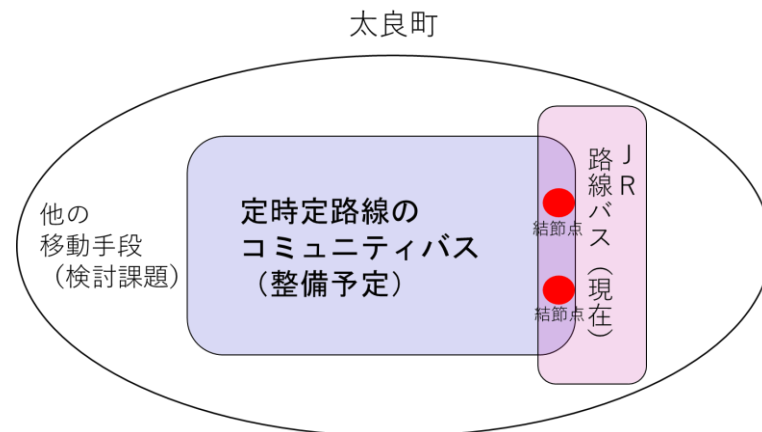 太良町
他の
移動手段
（検討課題）
定時定路線の
コミュニティバス
（整備予定）
結節点
結節点
ＪＲ
路線バス（現在）